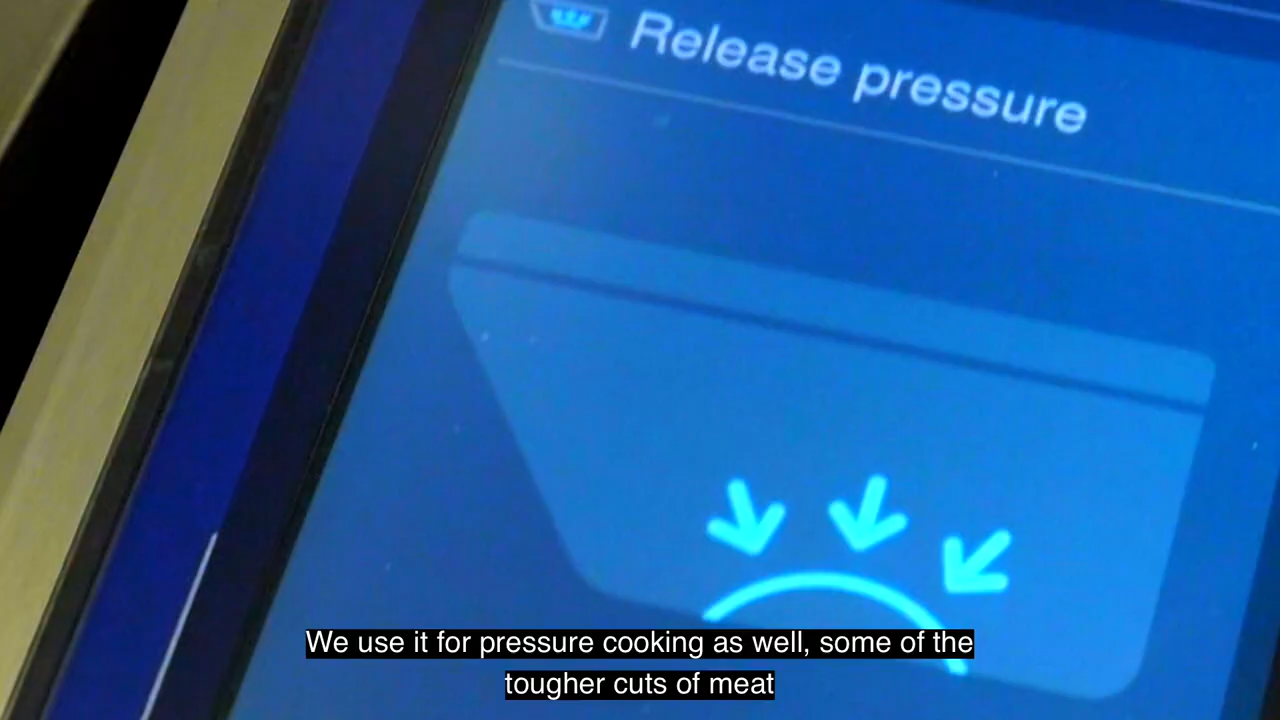 Release pressure
We use it for pressure cooking as well, some of the
tougher cuts of meat